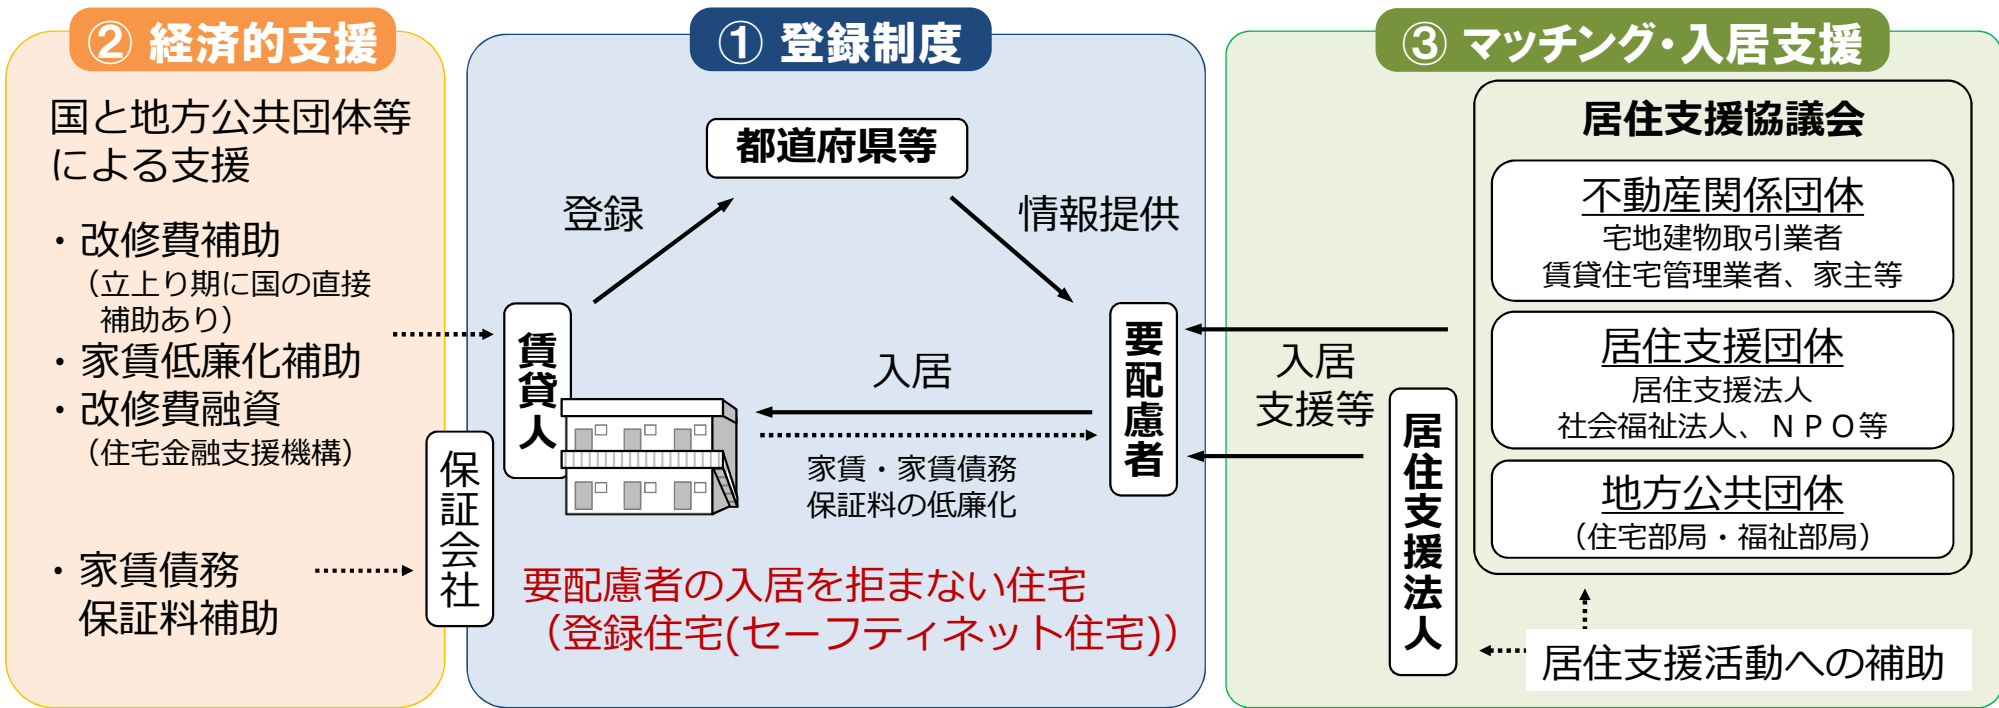 ② 経済的支援
国と地方公共団体等
による支援
・改修費補助
（立上り期に国の直接
補助あり）
・家賃低廉化補助
・改修費融資
（住宅金融支援機構）
・家賃債務
保証料補助
保証会社
① 登録制度
都道府県等
登録
情報提供
賃貸人
要配慮者
入居
家賃・家賃債務
保証料の低廉化
要配慮者の入居を拒まない住宅
（登録住宅(セーフティネット住宅)）
③ マッチング・入居支援
居住支援協議会
不動産関係団体
宅地建物取引業者
賃貸住宅管理業者、家主等
居住支援団体
居住支援法人
社会福祉法人、ＮＰＯ等
地方公共団体
（住宅部局・福祉部局）
入居
支援等
居住支援法人
居住支援活動への補助